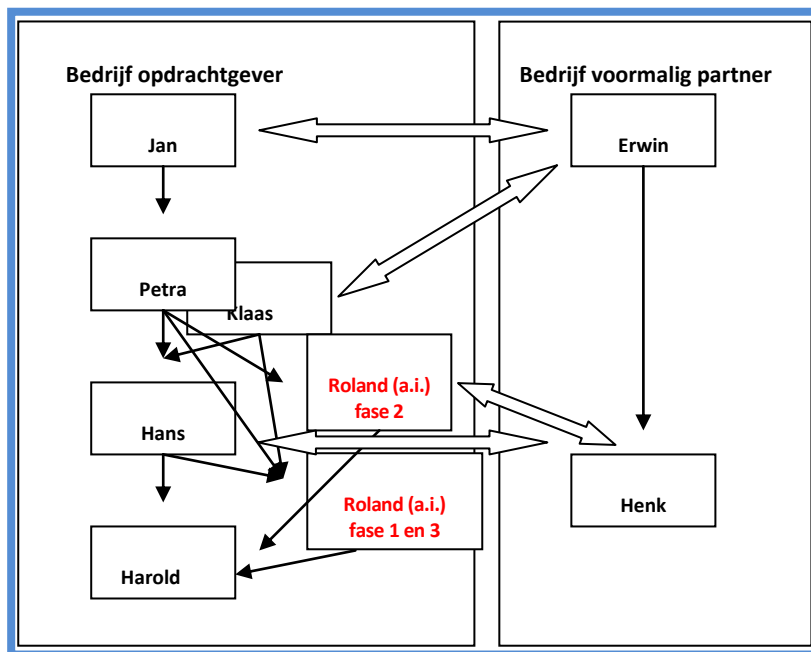 Bedrijf opdrachtgever
Bedrijf voormalig partner
Jan
Erwin
Petra
Klaas
Roland (a.i.)
fase 2
Hans
Roland (a.i.)
fase 1 en 3
Henk
Harold